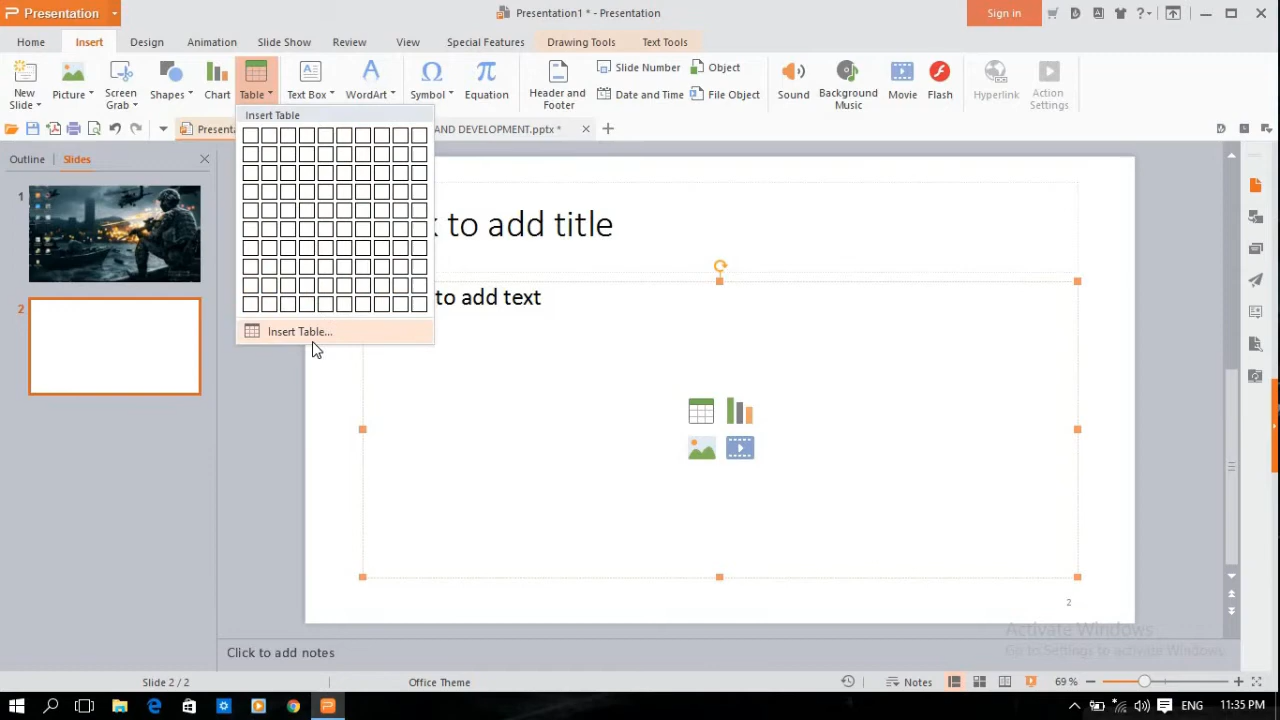 Presentation
Presentation1 * - Presentation
Sign in
Home
Insert
Design
Animation
Slide Show
Review
View
Special Features
Drawing Tools
Text Tools
New Slide
Picture
Screen Grab
Shapes
Chart
Table
Text Box
WordArt
Symbol
Equation
Header and Footer
Slide Number
Date and Time
Object
File Object
Sound
Background Music
Movie
Flash
Hyperlink
Action Settings
AND DEVELOPMENT.pptx *
Insert Table
Insert Table...
Outline
Slides
1
2
to add title
to add text
2
Activate Windows
Go to Settings to activate Windows.
Click to add notes
Slide 2 / 2
Office Theme
Notes
69 %
ENG
11:35 PM